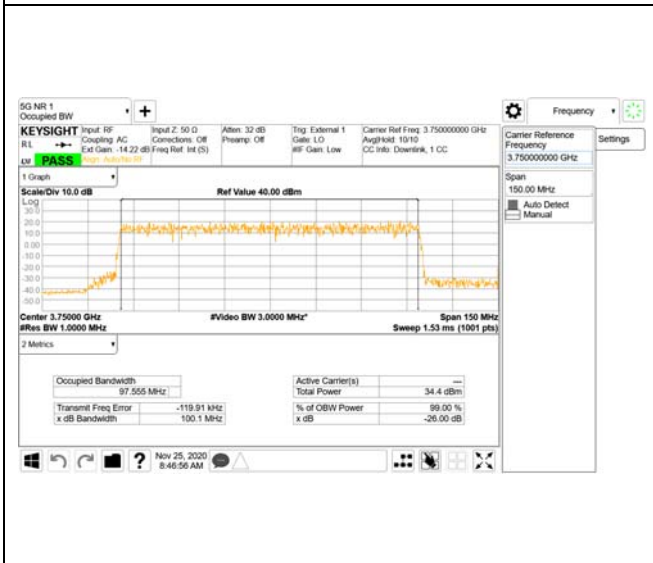 5G NR 1
Occupied BW
+
Frequency
KEYSIGHT
RL
PASS
Input: RF
Coupling: AC
Ext Gain: -14.22 dB
Align: Auto/No RF
Input Z: 50 Ω
Corrections: Off
Freq Ref: Int (S)
Atten: 32 dB
Preamp: Off
Trig: External 1
Gate: LO
#IF Gain: Low
Carrier Ref Freq: 3.750000000 GHz
Avg|Hold: 10/10
CC Info: Downlink, 1 CC
Carrier Reference
Frequency
3.750000000 GHz
Settings
Span
150.00 MHz
Auto Detect
Manual
1 Graph
Scale/Div 10.0 dB
Ref Value 40.00 dBm
Log
30.0
20.0
10.0
0.00
-10.0
-20.0
-30.0
-40.0
-50.0
Center 3.75000 GHz
#Video BW 3.0000 MHz*
Span 150 MHz
#Res BW 1.0000 MHz
Sweep 1.53 ms (1001 pts)
2 Metrics
Occupied Bandwidth
97.555 MHz
Active Carrier(s)
---
Total Power
34.4 dBm
Transmit Freq Error
-119.91 kHz
% of OBW Power
99.00 %
x dB Bandwidth
100.1 MHz
x dB
-26.00 dB
?
Nov 25, 2020
8:46:56 AM